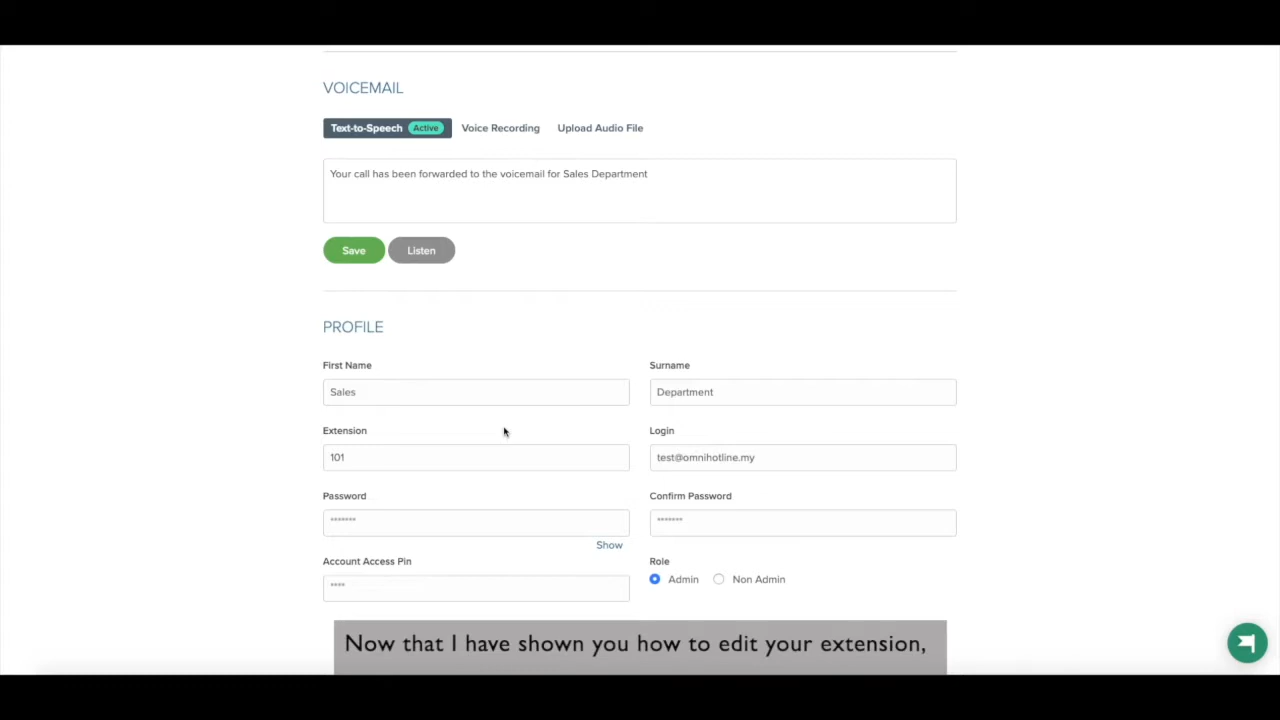 VOICEMAIL
Text-to-Speech Active Voice Recording Upload Audio File
Your call has been forwarded to the voicemail for Sales Department
Save Listen
PROFILE
First Name Surname
Sales Department
Extension Login
101 test@omnihotline.my
Password Confirm Password
******* *******
Show
Account Access Pin Role
**** Admin Non Admin
Now that I have shown you how to edit your extension,